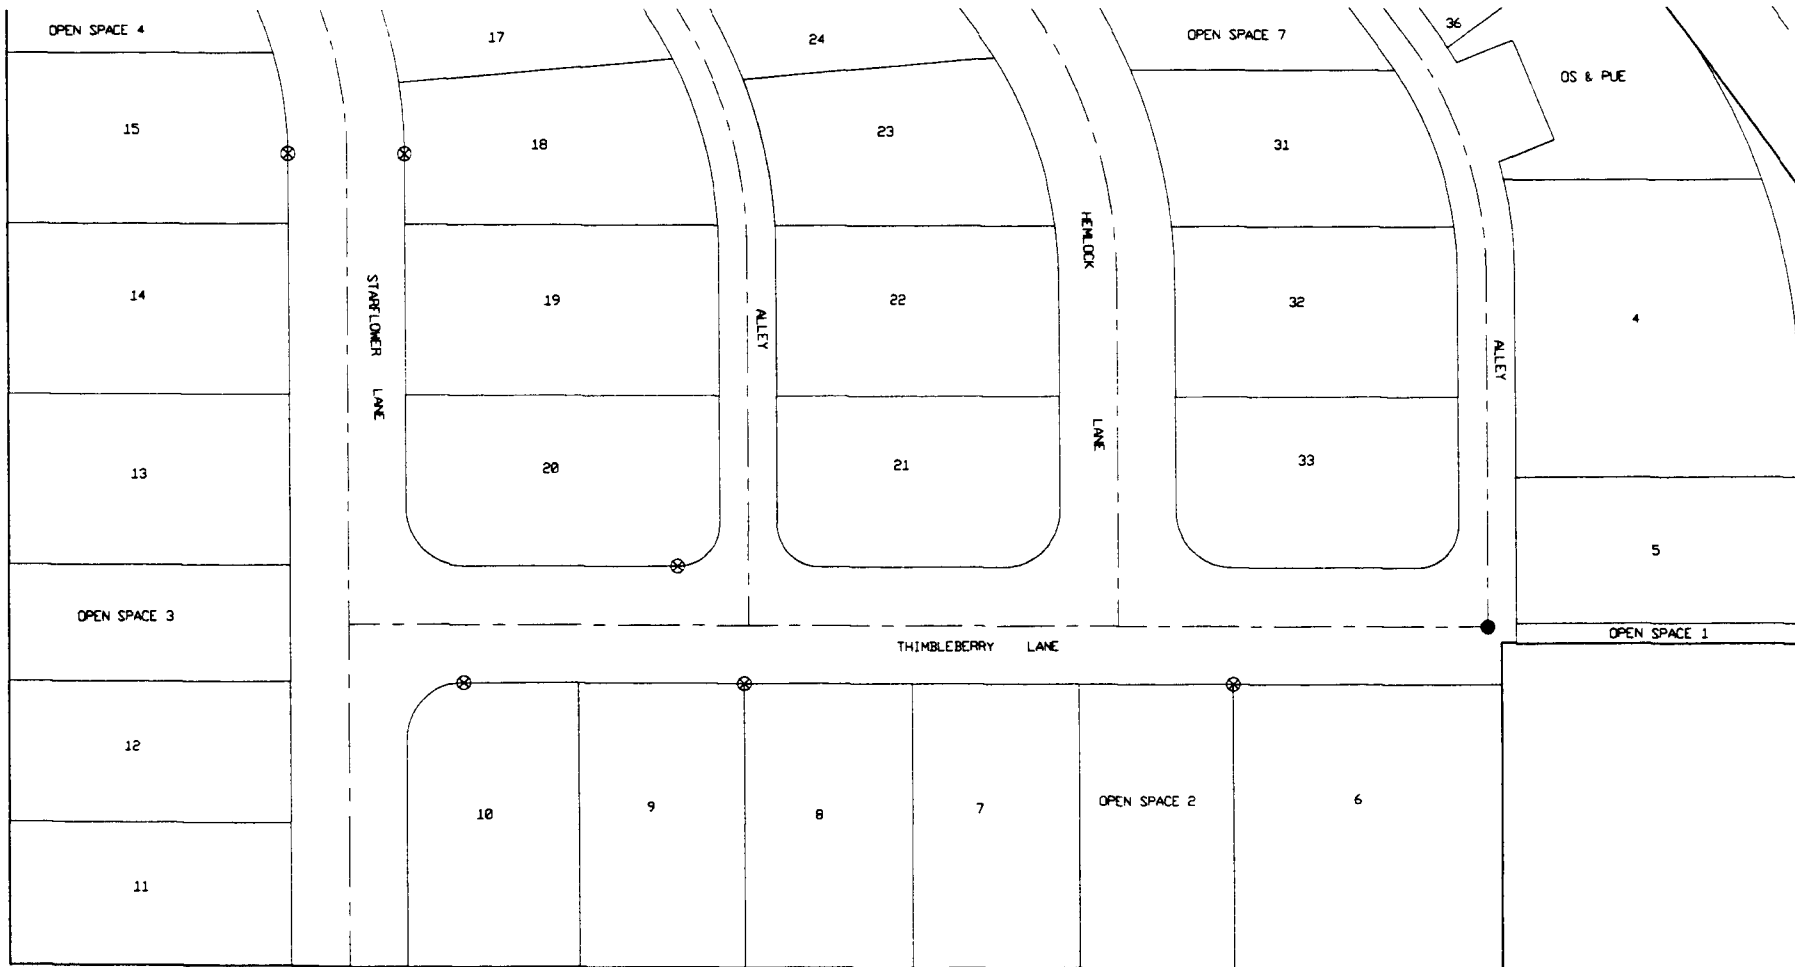 OPEN SPACE 4
17
24
OPEN SPACE 7
36
OS & PUE
15
18
23
31
HEMLOCK LANE
14
STARFLOWER LANE
19
ALLEY
22
32
ALLEY
4
13
20
21
33
5
OPEN SPACE 3
THIMBLEBERRY LANE
OPEN SPACE 1
12
10
9
8
7
OPEN SPACE 2
6
11